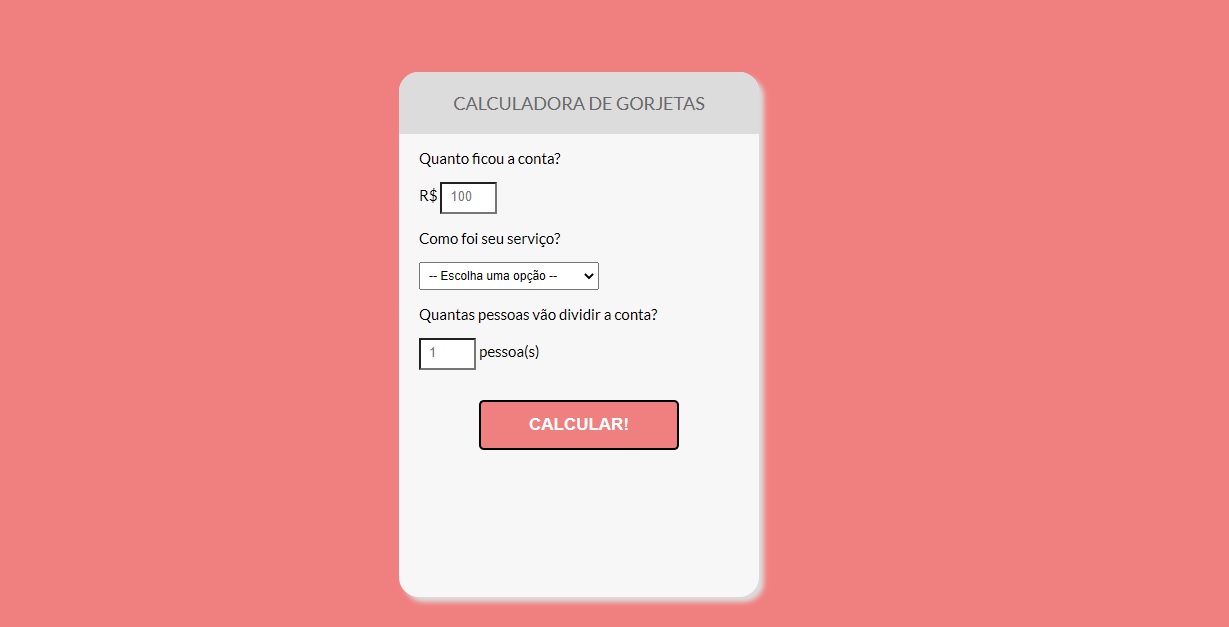 CALCULADORA DE GORJETAS
Quanto ficou a conta?
R$ 100
Como foi seu serviço?
-- Escolha uma opção --
Quantas pessoas vão dividir a conta?
1 pessoa(s)
CALCULAR!